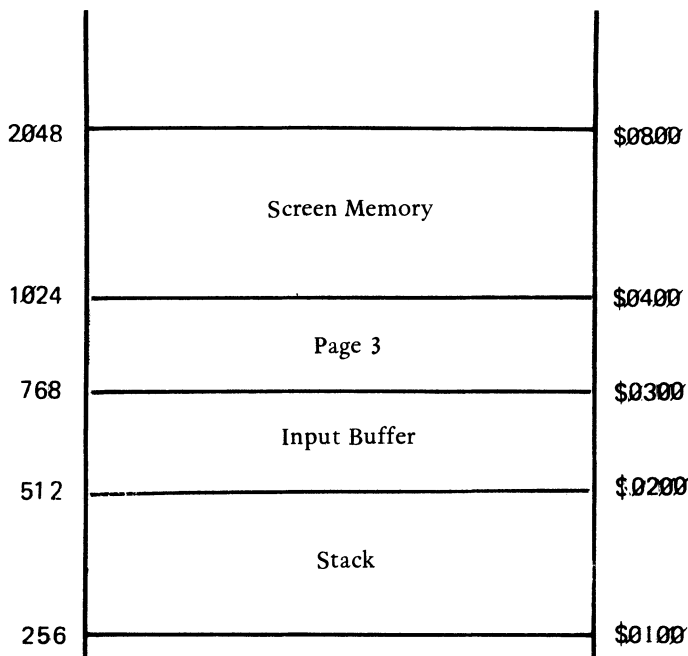 2048 $0800
Screen Memory
1024 $0400
Page 3
768 $0300
Input Buffer
512 $0200
Stack
256 $0100